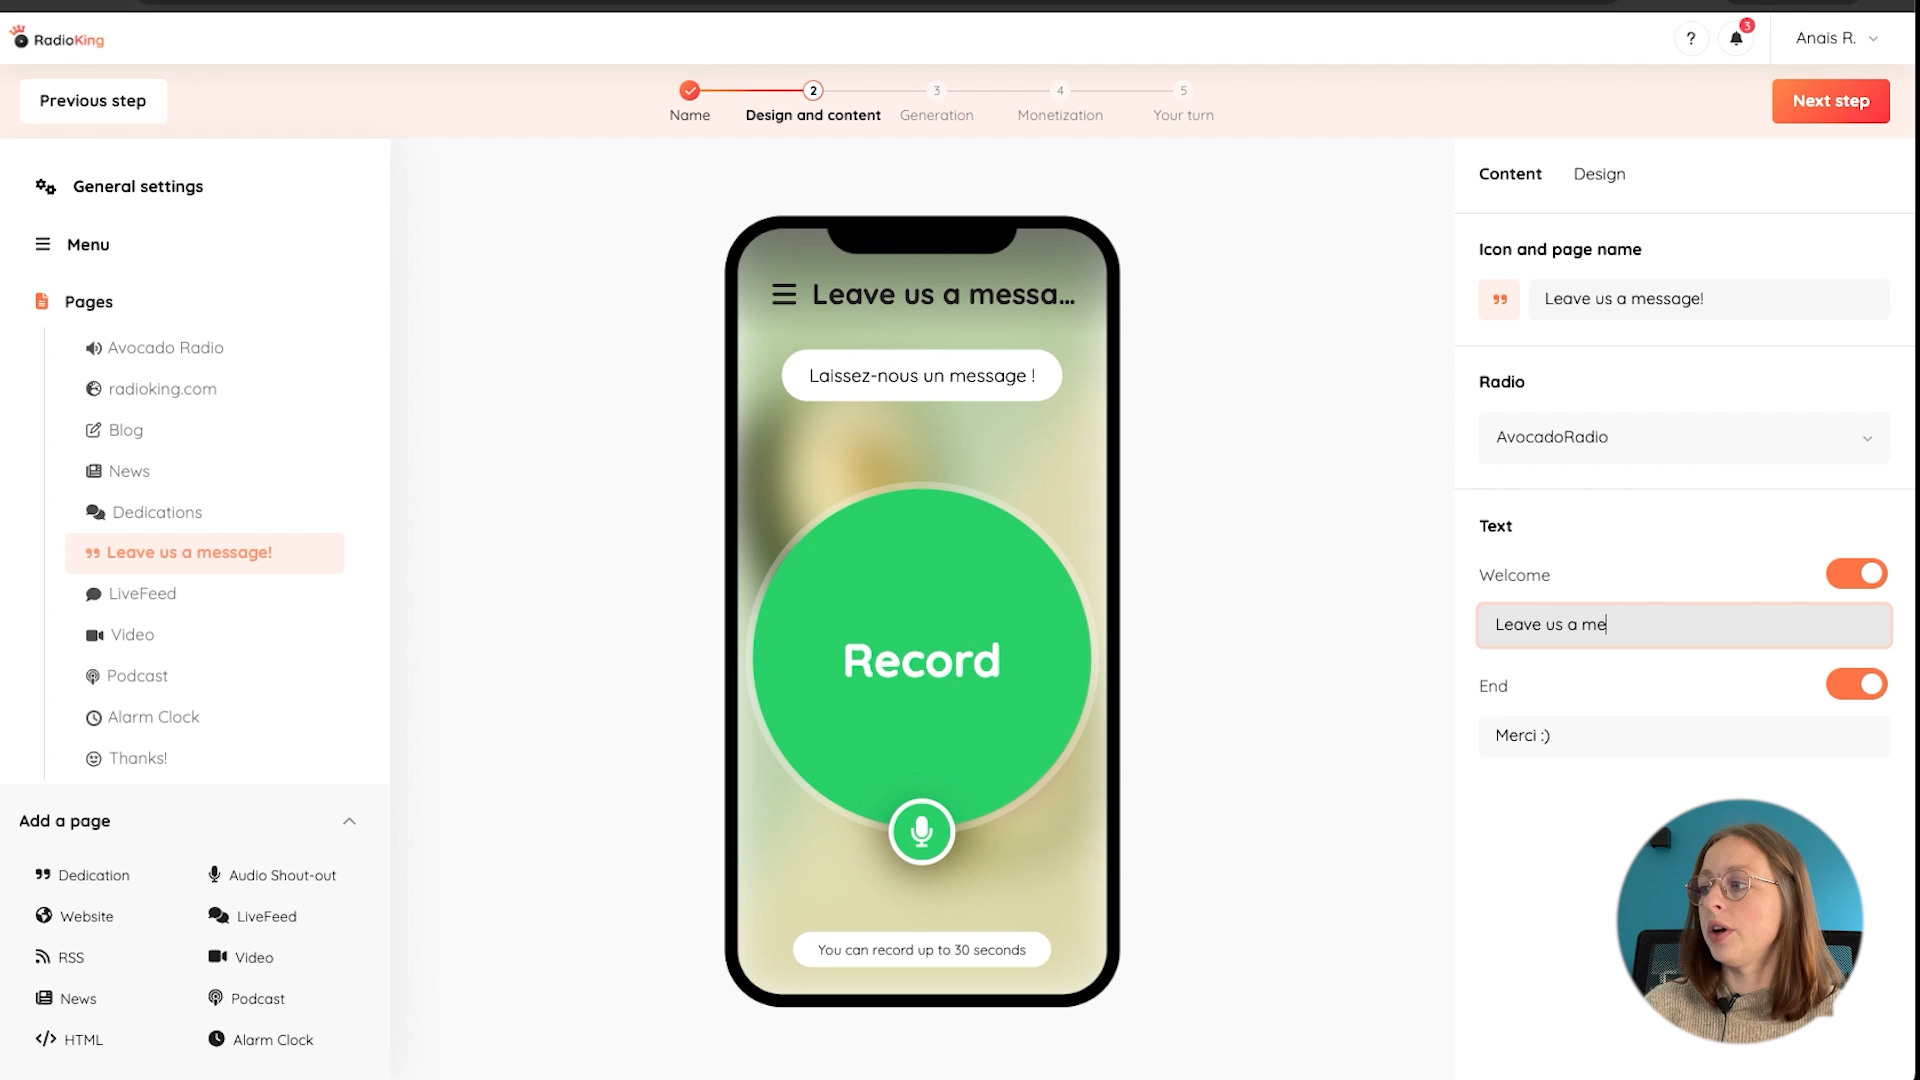 RadioKing
?
3
Anais R.
Previous step
2
3
4
5
Name
Design and content
Generation
Monetization
Your turn
Next step
General settings
Menu
Pages
Avocado Radio
radioking.com
Blog
News
Dedications
Leave us a message!
LiveFeed
Video
Podcast
Alarm Clock
Thanks!
Add a page
Dedication
Audio Shout-out
Website
LiveFeed
RSS
Video
News
Podcast
HTML
Alarm Clock
Leave us a messa...
Laissez-nous un message !
Record
You can record up to 30 seconds
Content
Design
Icon and page name
Leave us a message!
Radio
AvocadoRadio
Text
Welcome
Leave us a me
End
Merci :)